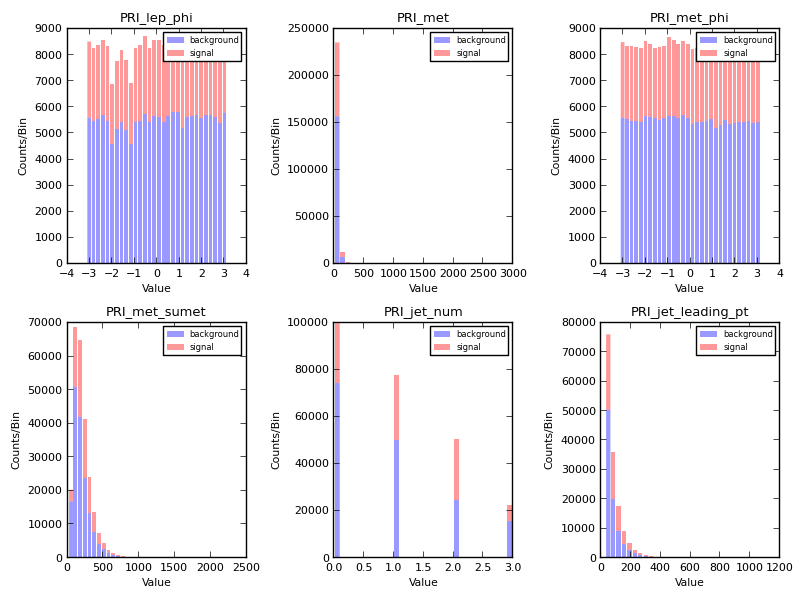 PRI_lep_phi
9000
8000
7000
6000
5000
4000
3000
2000
1000
0
Counts/Bin
−4 −3 −2 −1 0 1 2 3 4
Value
background
signal
PRI_met
250000
200000
150000
100000
50000
0
Counts/Bin
0 500 1000 1500 2000 2500 3000
Value
background
signal
PRI_met_phi
9000
8000
7000
6000
5000
4000
3000
2000
1000
0
Counts/Bin
−4 −3 −2 −1 0 1 2 3 4
Value
background
signal
PRI_met_sumet
70000
60000
50000
40000
30000
20000
10000
0
Counts/Bin
0 500 1000 1500 2000 2500
Value
background
signal
PRI_jet_num
100000
80000
60000
40000
20000
0
Counts/Bin
0.0 0.5 1.0 1.5 2.0 2.5 3.0
Value
background
signal
PRI_jet_leading_pt
80000
70000
60000
50000
40000
30000
20000
10000
0
Counts/Bin
0 200 400 600 800 1000 1200
Value
background
signal